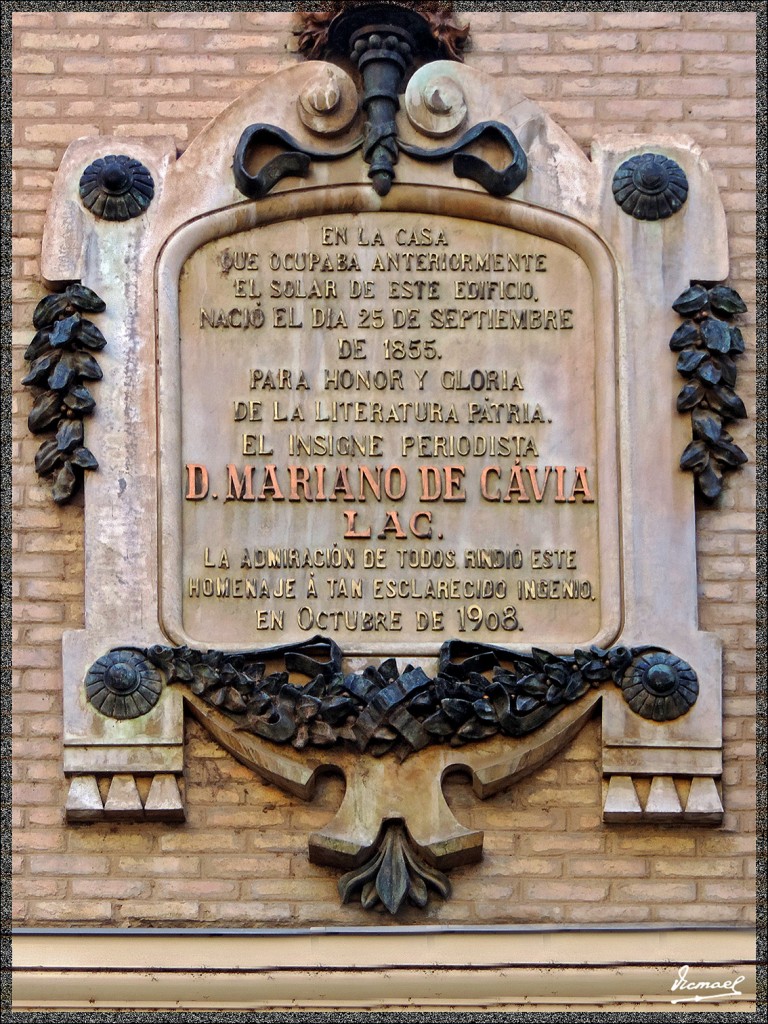 EN LA CASA
QUE OCUPABA ANTERIORMENTE
EL SOLAR DE ESTE EDIFICIO,
NACIÓ EL DÍA 25 DE SEPTIEMBRE
DE 1855.
PARA HONOR Y GLORIA
DE LA LITERATURA PÁTRIA.
EL INSIGNE PERIODISTA
D. MARIANO DE CÁVIA
LAC.
LA ADMIRACIÓN DE TODOS, RINDIÓ ESTE
HOMENAJE Á TAN ESCLARECIDO INGENIO,
EN OCTUBRE DE 1908.
Vicmael